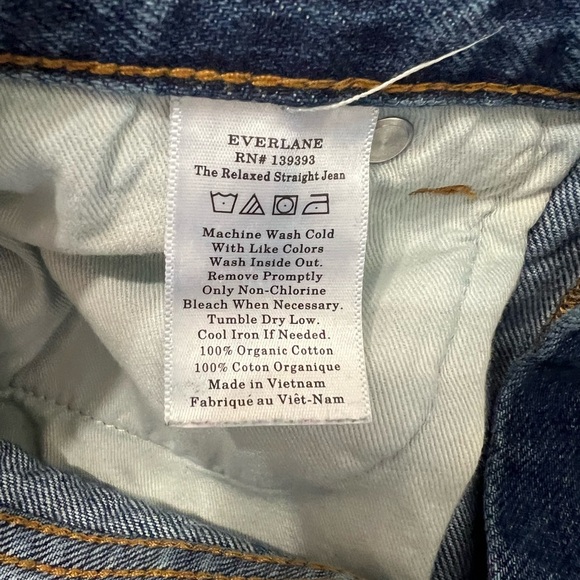 EVERLANE
RN# 139393
The Relaxed Straight Jean
Machine Wash Cold
With Like Colors
Wash Inside Out.
Remove Promptly
Only Non-Chlorine
Bleach When Necessary.
Tumble Dry Low.
Cool Iron If Needed.
100% Organic Cotton
100% Coton Organique
Made in Vietnam
Fabriqué au Viêt-Nam